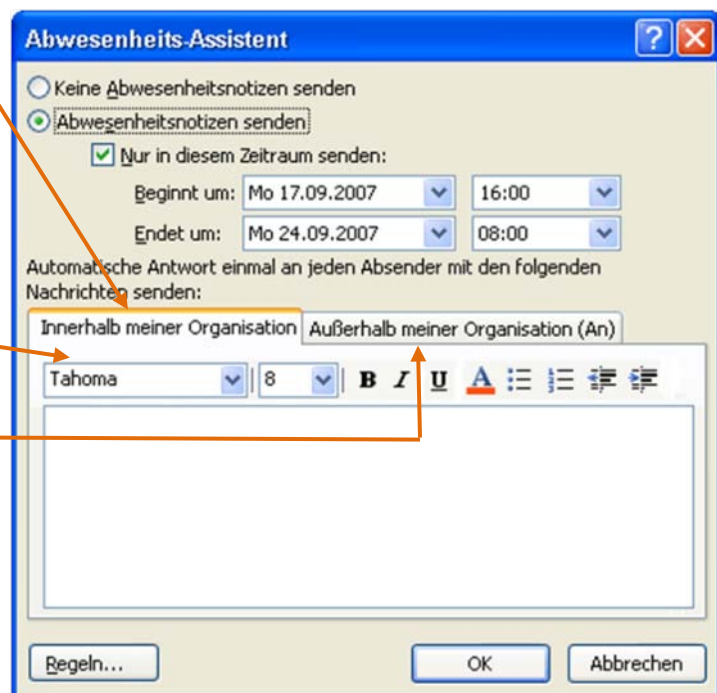 Abwesenheits-Assistent
Keine Abwesenheitsnotizen senden
Abwesenheitsnotizen senden
Nur in diesem Zeitraum senden:
Beginnt um: Mo 17.09.2007 16:00
Endet um: Mo 24.09.2007 08:00
Automatische Antwort einmal an jeden Absender mit den folgenden
Nachrichten senden:
Innerhalb meiner Organisation Außerhalb meiner Organisation (An)
Tahoma 8 B I U A
Regeln... OK Abbrechen